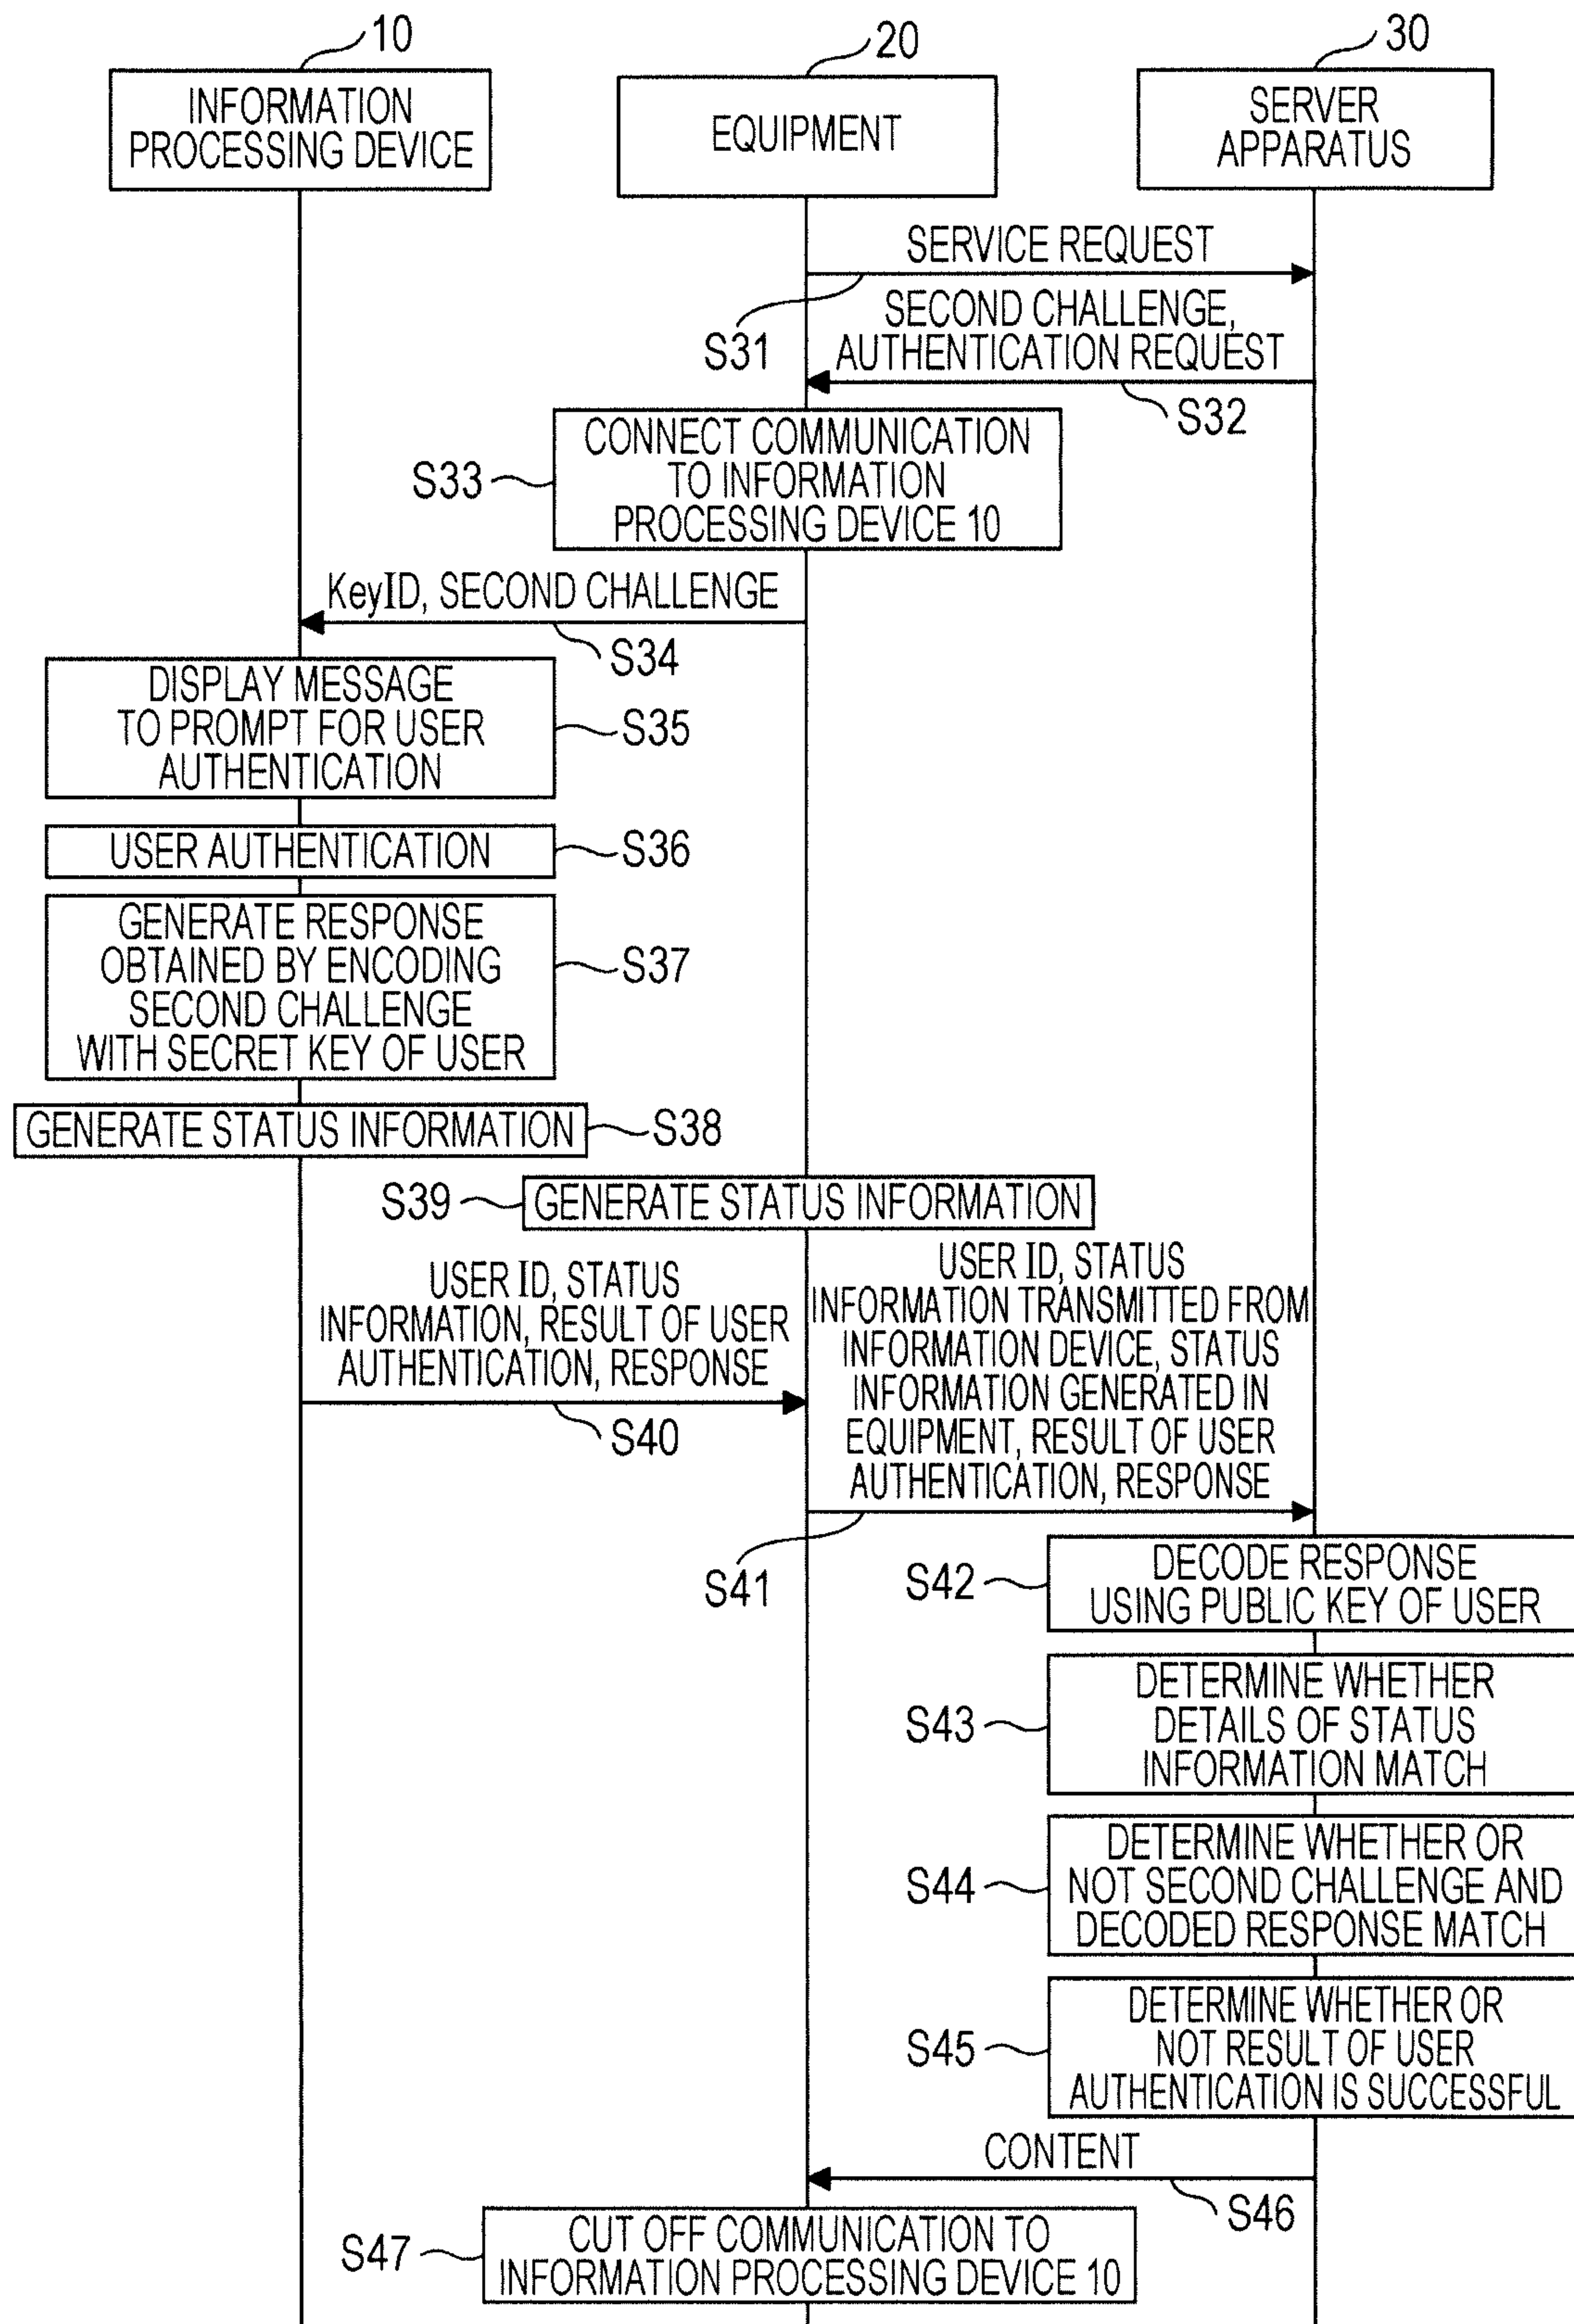 10
INFORMATION
PROCESSING DEVICE
20
EQUIPMENT
30
SERVER
APPARATUS
SERVICE REQUEST
S31
SECOND CHALLENGE,
AUTHENTICATION REQUEST
S32
S33
CONNECT COMMUNICATION
TO INFORMATION
PROCESSING DEVICE 10
KeyID, SECOND CHALLENGE
S34
DISPLAY MESSAGE
TO PROMPT FOR USER
AUTHENTICATION
S35
USER AUTHENTICATION
S36
GENERATE RESPONSE
OBTAINED BY ENCODING
SECOND CHALLENGE
WITH SECRET KEY OF USER
S37
GENERATE STATUS INFORMATION
S38
S39
GENERATE STATUS INFORMATION
USER ID, STATUS
INFORMATION, RESULT OF USER
AUTHENTICATION, RESPONSE
S40
USER ID, STATUS
INFORMATION TRANSMITTED FROM
INFORMATION DEVICE, STATUS
INFORMATION GENERATED IN
EQUIPMENT, RESULT OF USER
AUTHENTICATION, RESPONSE
S41
S42
DECODE RESPONSE
USING PUBLIC KEY OF USER
S43
DETERMINE WHETHER
DETAILS OF STATUS
INFORMATION MATCH
S44
DETERMINE WHETHER OR
NOT SECOND CHALLENGE AND
DECODED RESPONSE MATCH
S45
DETERMINE WHETHER OR
NOT RESULT OF USER
AUTHENTICATION IS SUCCESSFUL
CONTENT
S46
S47
CUT OFF COMMUNICATION TO
INFORMATION PROCESSING DEVICE 10